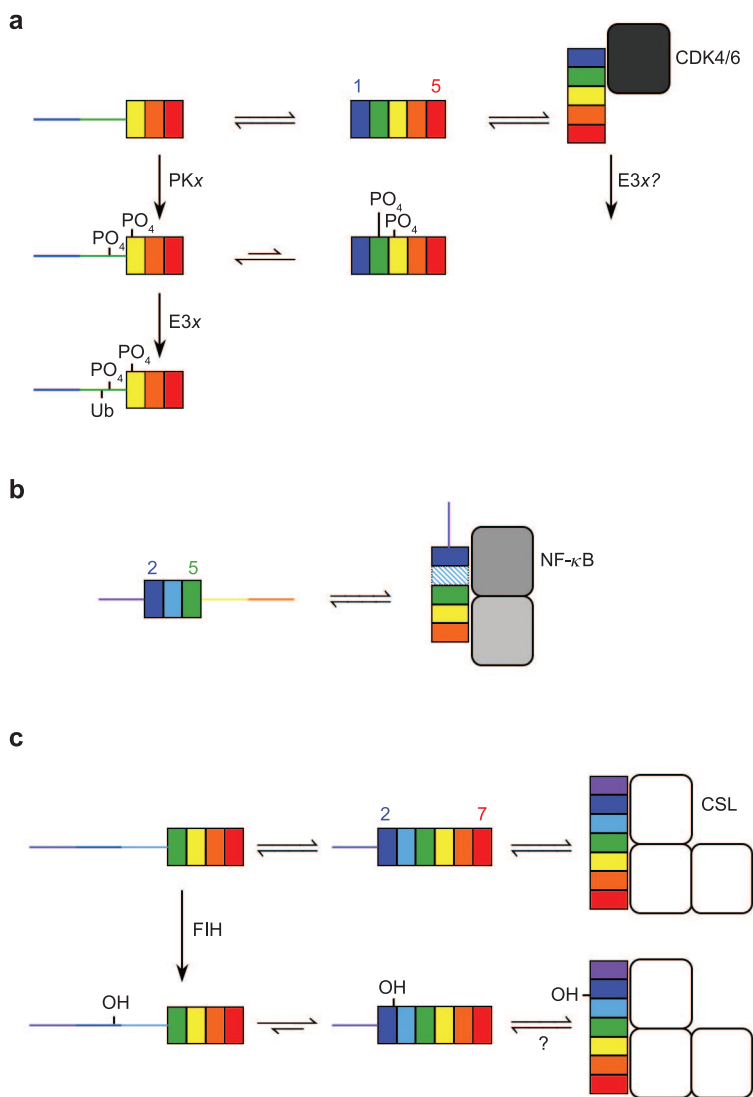 a
CDK4/6
1 5
PKx
E3x?
PO4
PO4 PO4
PO4
E3x
PO4
PO4
Ub
b
2 5
NF-κB
c
2 7
CSL
FIH
OH
OH
OH
?